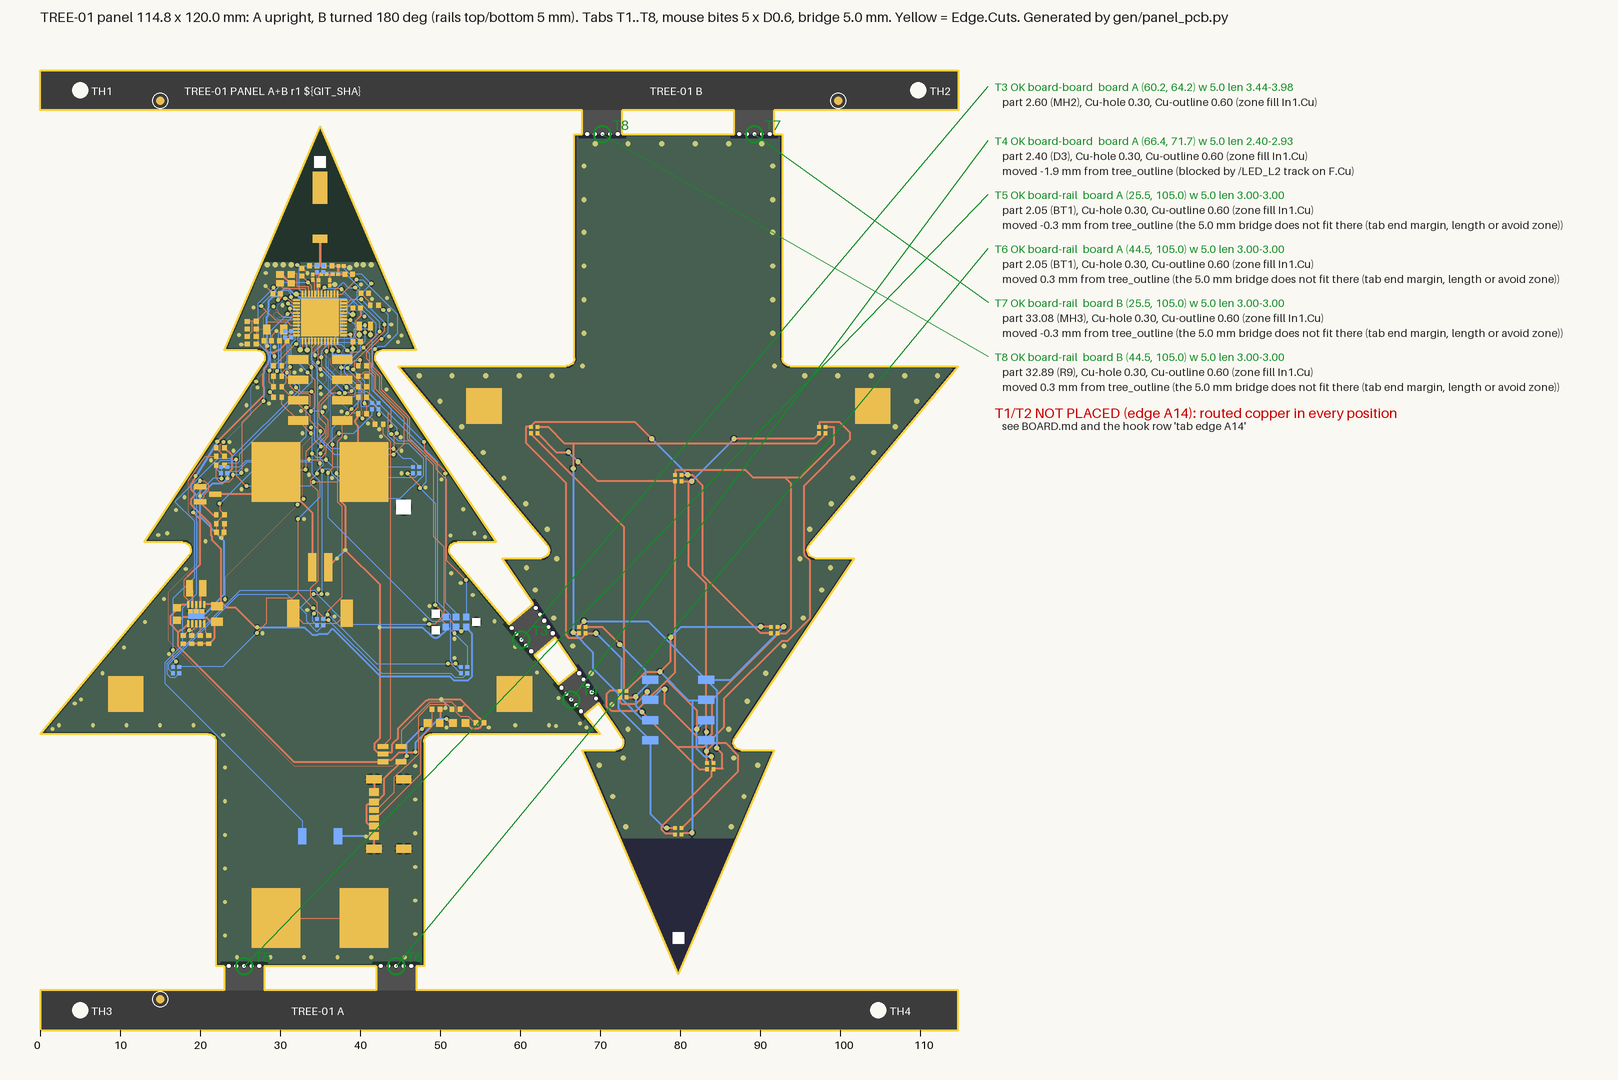 TREE-01 panel 114.8 x 120.0 mm: A upright, B turned 180 deg (rails top/bottom 5 mm). Tabs T1..T8, mouse bites 5 x D0.6, bridge 5.0 mm. Yellow = Edge.Cuts. Generated by gen/panel_pcb.py
TH1
TREE-01 PANEL A+B r1 ${GIT_SHA}
TREE-01 B
TH2
T3 OK board-board  board A (60.2, 64.2) w 5.0 len 3.44-3.98
part 2.60 (MH2), Cu-hole 0.30, Cu-outline 0.60 (zone fill In1.Cu)
T4 OK board-board  board A (66.4, 71.7) w 5.0 len 2.40-2.93
part 2.40 (D3), Cu-hole 0.30, Cu-outline 0.60 (zone fill In1.Cu)
moved -1.9 mm from tree_outline (blocked by /LED_L2 track on F.Cu)
T5 OK board-rail  board A (25.5, 105.0) w 5.0 len 3.00-3.00
part 2.05 (BT1), Cu-hole 0.30, Cu-outline 0.60 (zone fill In1.Cu)
moved -0.3 mm from tree_outline (the 5.0 mm bridge does not fit there (tab end margin, length or avoid zone))
T6 OK board-rail  board A (44.5, 105.0) w 5.0 len 3.00-3.00
part 2.05 (BT1), Cu-hole 0.30, Cu-outline 0.60 (zone fill In1.Cu)
moved 0.3 mm from tree_outline (the 5.0 mm bridge does not fit there (tab end margin, length or avoid zone))
T7 OK board-rail  board B (25.5, 105.0) w 5.0 len 3.00-3.00
part 33.08 (MH3), Cu-hole 0.30, Cu-outline 0.60 (zone fill In1.Cu)
moved -0.3 mm from tree_outline (the 5.0 mm bridge does not fit there (tab end margin, length or avoid zone))
T8 OK board-rail  board B (44.5, 105.0) w 5.0 len 3.00-3.00
part 32.89 (R9), Cu-hole 0.30, Cu-outline 0.60 (zone fill In1.Cu)
moved 0.3 mm from tree_outline (the 5.0 mm bridge does not fit there (tab end margin, length or avoid zone))
T1/T2 NOT PLACED (edge A14): routed copper in every position
see BOARD.md and the hook row 'tab edge A14'
TH3
TREE-01 A
TH4
0 10 20 30 40 50 60 70 80 90 100 110